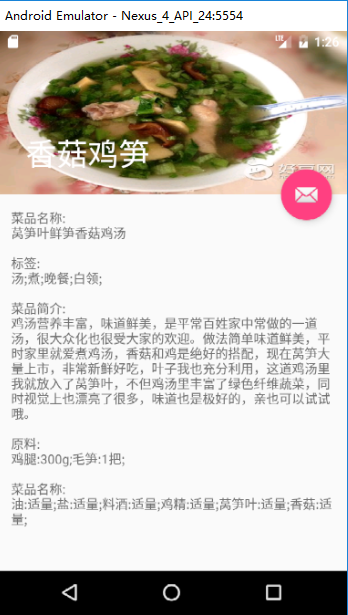 Android Emulator - Nexus_4_API_24:5554
LTE
1:26
香菇鸡笋
菜品名称:
莴笋叶鲜笋香菇鸡汤
标签:
汤;煮;晚餐;白领;
菜品简介:
鸡汤营养丰富，味道鲜美，是平常百姓家中常做的一道
汤，很大众化也很受大家的欢迎。做法简单味道鲜美，平
时家里就爱煮鸡汤，香菇和鸡是绝好的搭配，现在莴笋大
量上市，非常新鲜好吃，叶子我也充分利用，这道鸡汤里
我就放入了莴笋叶，不但鸡汤里丰富了绿色纤维蔬菜，同
时视觉上也漂亮了很多，味道也是极好的，亲也可以试试
哦。
原料:
鸡腿:300g;毛笋:1把;
菜品名称:
油:适量;盐:适量;料酒:适量;鸡精:适量;莴笋叶:适量;香菇:适
量;